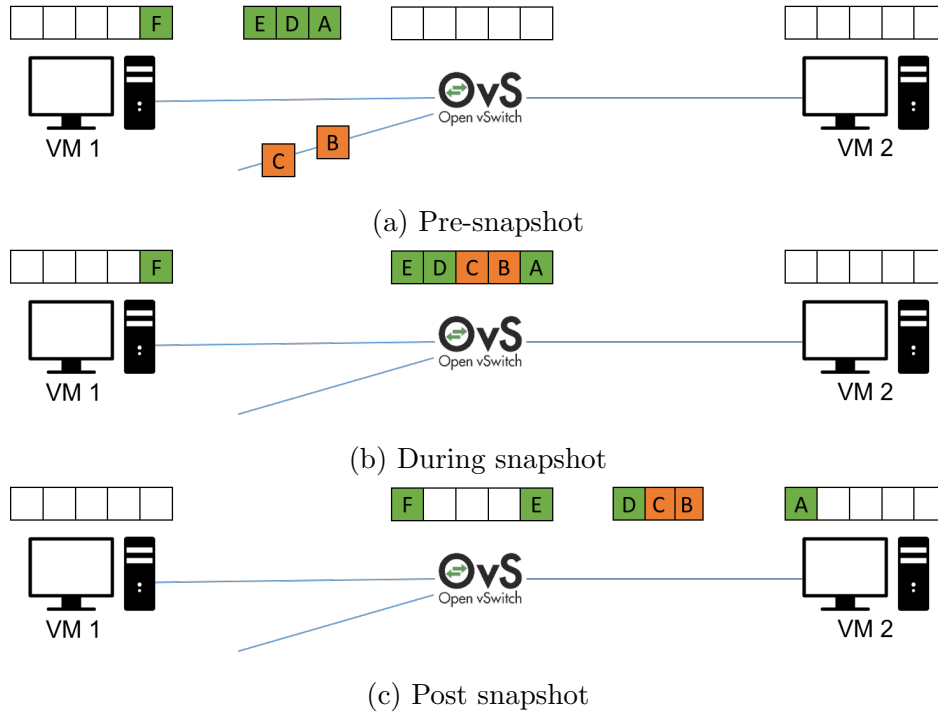 F E D A
OvS
Open vSwitch
B
C
VM 1 VM 2
(a) Pre-snapshot
F E D C B A
OvS
Open vSwitch
VM 1 VM 2
(b) During snapshot
F E D C B A
OvS
Open vSwitch
VM 1 VM 2
(c) Post snapshot